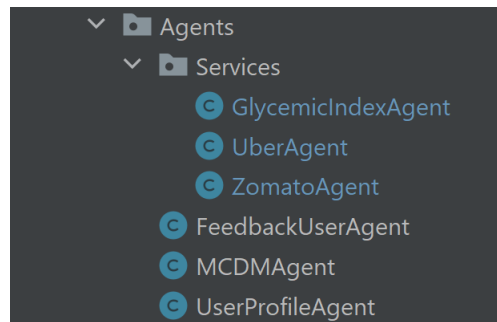 Agents
Services
C GlycemicIndexAgent
C UberAgent
C ZomatoAgent
C FeedbackUserAgent
C MCDMAgent
C UserProfileAgent